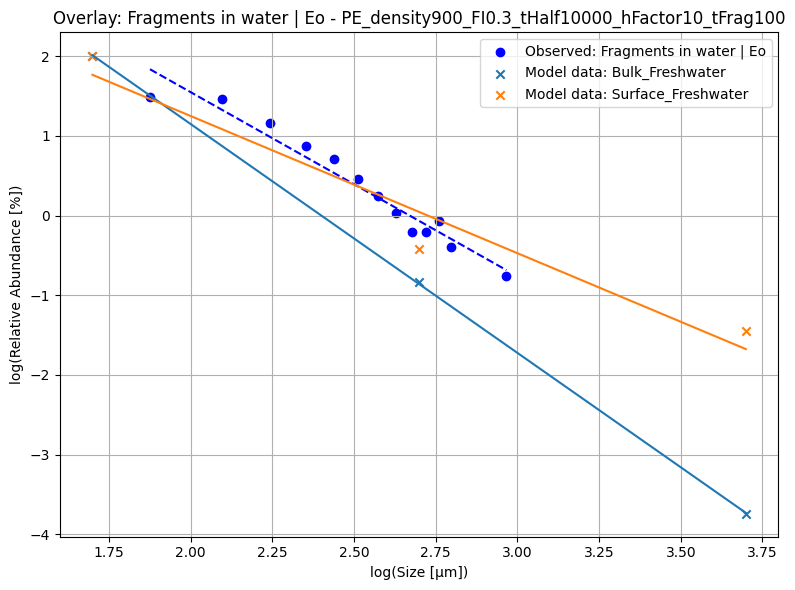 Overlay: Fragments in water | Eo - PE_density900_FI0.3_tHalf10000_hFactor10_tFrag100
Observed: Fragments in water | Eo
Model data: Bulk_Freshwater
Model data: Surface_Freshwater
log(Relative Abundance [%])
2
1
0
−1
−2
−3
−4
1.75
2.00
2.25
2.50
2.75
3.00
3.25
3.50
3.75
log(Size [µm])